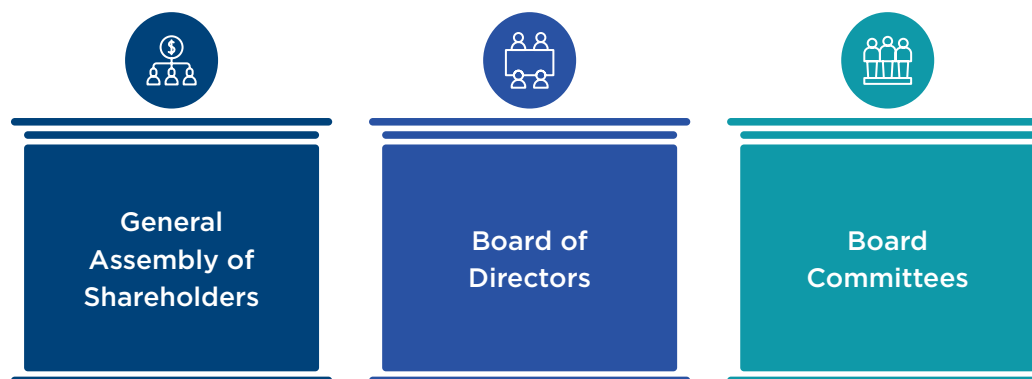 $
General
Assembly of
Shareholders
Board of
Directors
Board
Committees